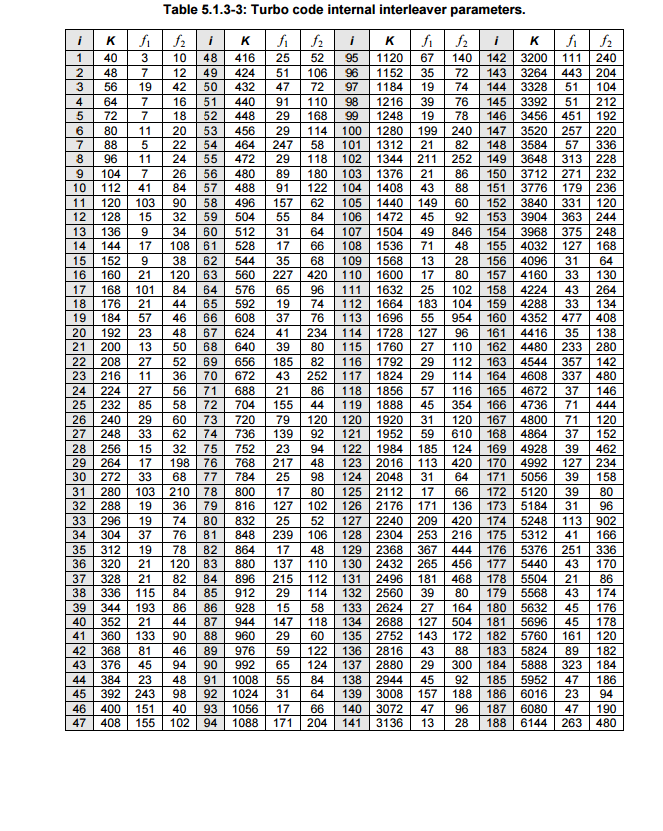 Table 5.1.3-3: Turbo code internal interleaver parameters.
i K f1 f2 i K f1 f2 i K f1 f2 i K f1 f2
1 40 3 10 48 416 25 52 95 1120 67 140 142 3200 111 240
2 48 7 12 49 424 51 106 96 1152 35 72 143 3264 443 204
3 56 19 42 50 432 47 72 97 1184 19 74 144 3328 51 104
4 64 7 16 51 440 91 110 98 1216 39 76 145 3392 51 212
5 72 7 18 52 448 29 168 99 1248 19 78 146 3456 451 192
6 80 11 20 53 456 29 114 100 1280 199 240 147 3520 257 220
7 88 5 22 54 464 247 58 101 1312 21 82 148 3584 57 336
8 96 11 24 55 472 29 118 102 1344 211 252 149 3648 313 228
9 104 7 26 56 480 89 180 103 1376 21 86 150 3712 271 232
10 112 41 84 57 488 91 122 104 1408 43 88 151 3776 179 236
11 120 103 90 58 496 157 62 105 1440 149 60 152 3840 331 120
12 128 15 32 59 504 55 84 106 1472 45 92 153 3904 363 244
13 136 9 34 60 512 31 64 107 1504 49 846 154 3968 375 248
14 144 17 108 61 528 17 66 108 1536 71 48 155 4032 127 168
15 152 9 38 62 544 35 68 109 1568 13 28 156 4096 31 64
16 160 21 120 63 560 227 420 110 1600 17 80 157 4160 33 130
17 168 101 84 64 576 65 96 111 1632 25 102 158 4224 43 264
18 176 21 44 65 592 19 74 112 1664 183 104 159 4288 33 134
19 184 57 46 66 608 37 76 113 1696 55 954 160 4352 477 408
20 192 23 48 67 624 41 234 114 1728 127 96 161 4416 35 138
21 200 13 50 68 640 39 80 115 1760 27 110 162 4480 233 280
22 208 27 52 69 656 185 82 116 1792 29 112 163 4544 357 142
23 216 11 36 70 672 43 252 117 1824 29 114 164 4608 337 480
24 224 27 56 71 688 21 86 118 1856 57 116 165 4672 37 146
25 232 85 58 72 704 155 44 119 1888 45 354 166 4736 71 444
26 240 29 60 73 720 79 120 120 1920 31 120 167 4800 71 120
27 248 33 62 74 736 139 92 121 1952 59 610 168 4864 37 152
28 256 15 32 75 752 23 94 122 1984 185 124 169 4928 39 462
29 264 17 198 76 768 217 48 123 2016 113 420 170 4992 127 234
30 272 33 68 77 784 25 98 124 2048 31 64 171 5056 39 158
31 280 103 210 78 800 17 80 125 2112 17 66 172 5120 39 80
32 288 19 36 79 816 127 102 126 2176 171 136 173 5184 31 96
33 296 19 74 80 832 25 52 127 2240 209 420 174 5248 113 902
34 304 37 76 81 848 239 106 128 2304 253 216 175 5312 41 166
35 312 19 78 82 864 17 48 129 2368 367 444 176 5376 251 336
36 320 21 120 83 880 137 110 130 2432 265 456 177 5440 43 170
37 328 21 82 84 896 215 112 131 2496 181 468 178 5504 21 86
38 336 115 84 85 912 29 114 132 2560 39 80 179 5568 43 174
39 344 193 86 86 928 15 58 133 2624 27 164 180 5632 45 176
40 352 21 44 87 944 147 118 134 2688 127 504 181 5696 45 178
41 360 133 90 88 960 29 60 135 2752 143 172 182 5760 161 120
42 368 81 46 89 976 59 122 136 2816 43 88 183 5824 89 182
43 376 45 94 90 992 65 124 137 2880 29 300 184 5888 323 184
44 384 23 48 91 1008 55 84 138 2944 45 92 185 5952 47 186
45 392 243 98 92 1024 31 64 139 3008 157 188 186 6016 23 94
46 400 151 40 93 1056 17 66 140 3072 47 96 187 6080 47 190
47 408 155 102 94 1088 171 204 141 3136 13 28 188 6144 263 480